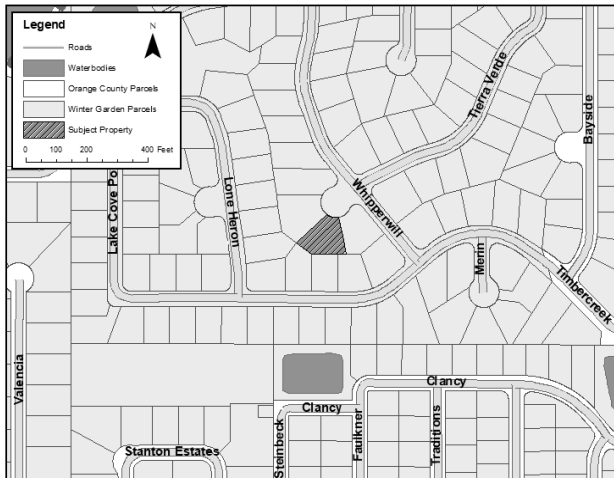 Legend
N
Roads
Waterbodies
Orange County Parcels
Winter Garden Parcels
Subject Property
0 100 200 400 Feet
Tierra Verde
Bayside
Lake Cove Po
Lone Heron
Whipperwill
Merin
Timbercreek
Valencia
Clancy
Clancy
Steinbeck
Faulkner
Traditions
Stanton Estates